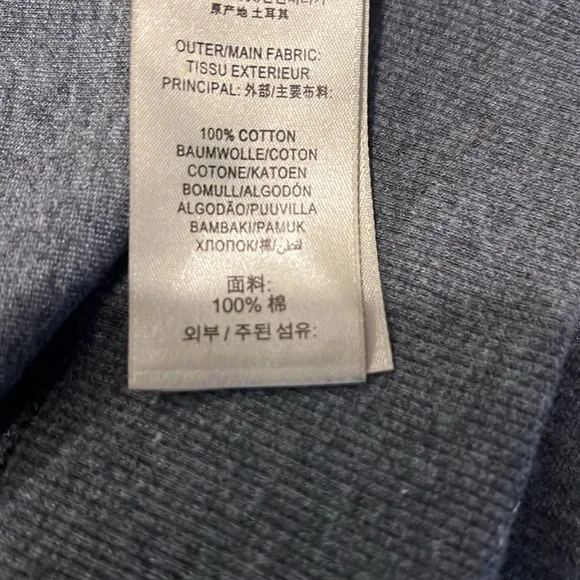 原产地 土耳其
OUTER/MAIN FABRIC:
TISSU EXTERIEUR
PRINCIPAL: 外部/主要布料:
100% COTTON
BAUMWOLLE/COTON
COTONE/KATOEN
BOMULL/ALGODÓN
ALGODÃO/PUUVILLA
BAMBAKI/PAMUK
ХЛОПОК/棉/قطن
面料:
100% 棉
외부 / 주된 섬유: